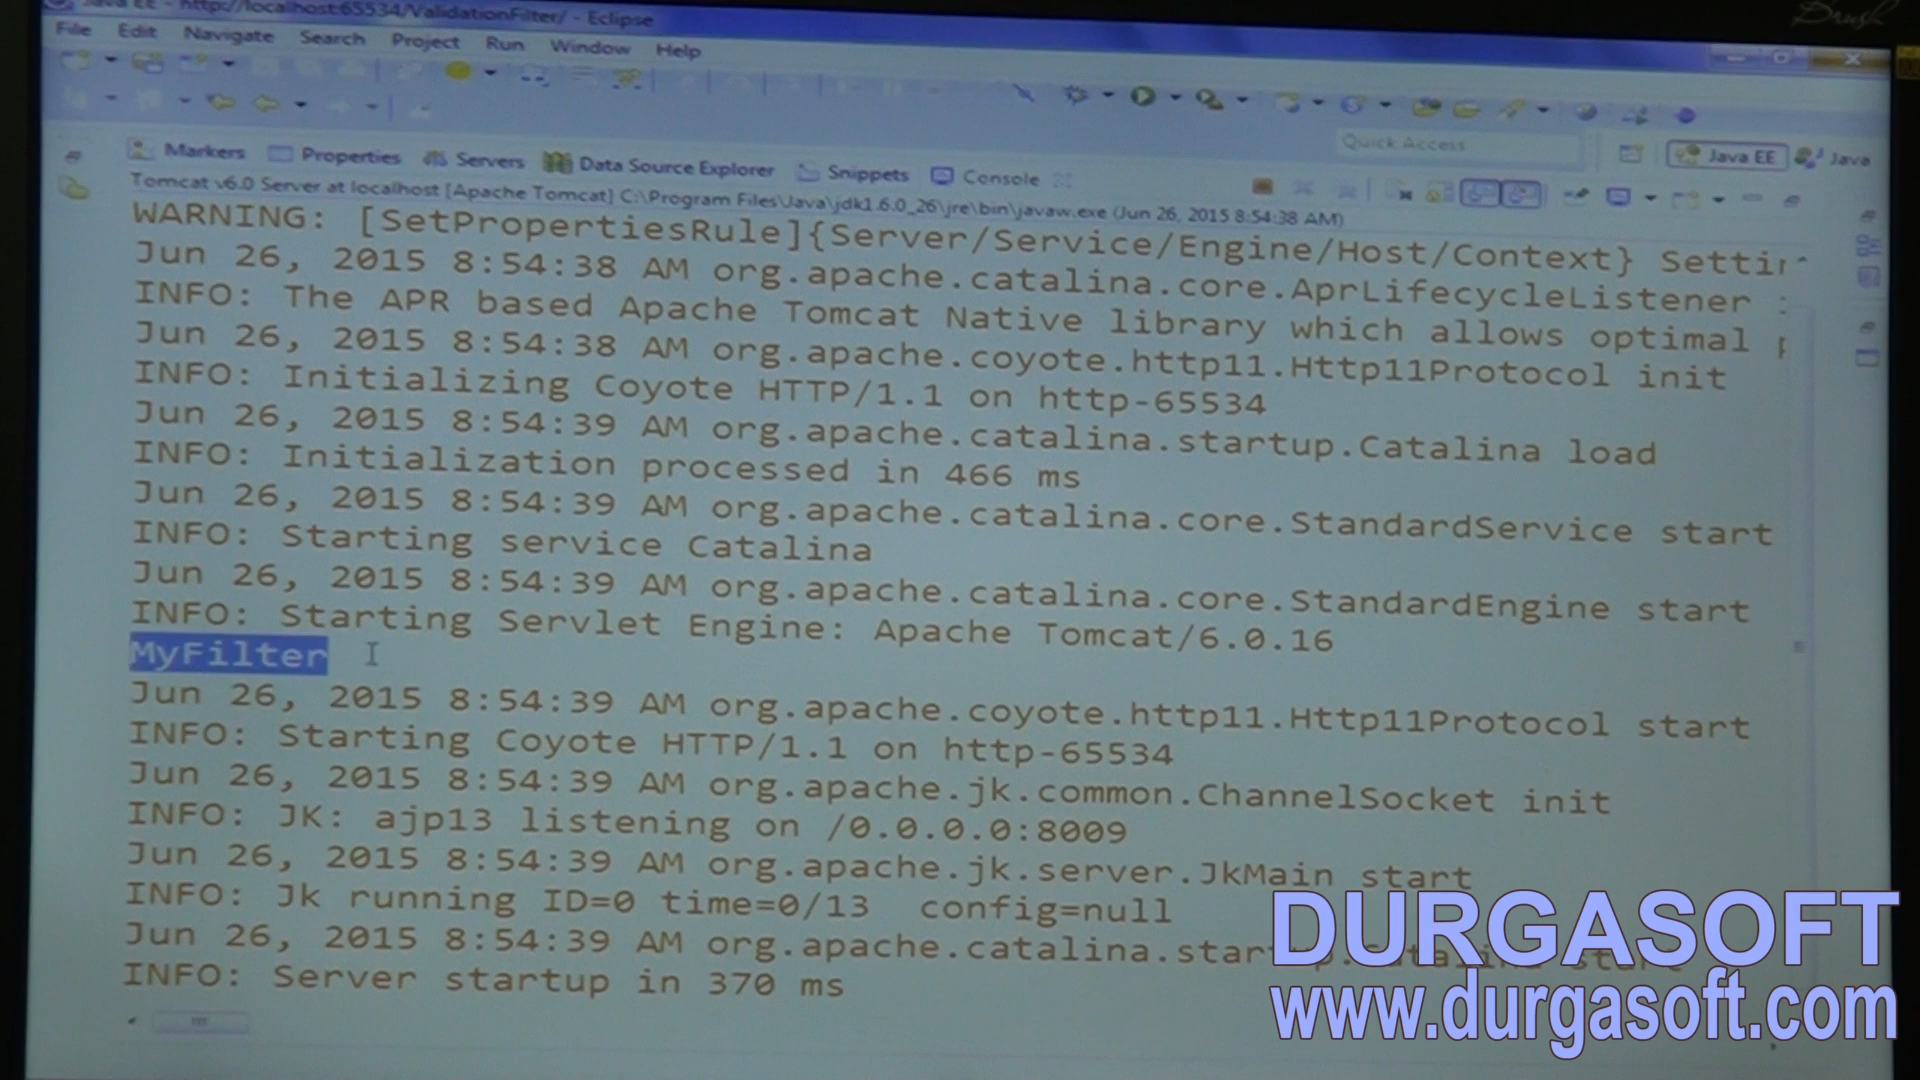 Java EE - http://localhost:65534/ValidationFilter/ - Eclipse
File Edit Navigate Search Project Run Window Help
Quick Access
Java EE Java
Markers Properties Servers Data Source Explorer Snippets Console
Tomcat v6.0 Server at localhost [Apache Tomcat] C:\Program Files\Java\jdk1.6.0_26\jre\bin\javaw.exe (Jun 26, 2015 8:54:38 AM)
WARNING: [SetPropertiesRule]{Server/Service/Engine/Host/Context}
Jun 26, 2015 8:54:38 AM org.apache.catalina.core.AprLifecycleListener
INFO: The APR based Apache Tomcat Native library which allows optimal
Jun 26, 2015 8:54:38 AM org.apache.coyote.http11.Http11Protocol init
INFO: Initializing Coyote HTTP/1.1 on http-65534
Jun 26, 2015 8:54:39 AM org.apache.catalina.startup.Catalina load
INFO: Initialization processed in 466 ms
Jun 26, 2015 8:54:39 AM org.apache.catalina.core.StandardService start
INFO: Starting service Catalina
Jun 26, 2015 8:54:39 AM org.apache.catalina.core.StandardEngine start
INFO: Starting Servlet Engine: Apache Tomcat/6.0.16
MyFilter
Jun 26, 2015 8:54:39 AM org.apache.coyote.http11.Http11Protocol start
INFO: Starting Coyote HTTP/1.1 on http-65534
Jun 26, 2015 8:54:39 AM org.apache.jk.common.ChannelSocket init
INFO: JK: ajp13 listening on /0.0.0.0:8009
Jun 26, 2015 8:54:39 AM org.apache.jk.server.JkMain start
INFO: Jk running ID=0 time=0/13 config=null
Jun 26, 2015 8:54:39 AM
INFO: Server startup in 370 ms
DURGASOFT
www.durgasoft.com